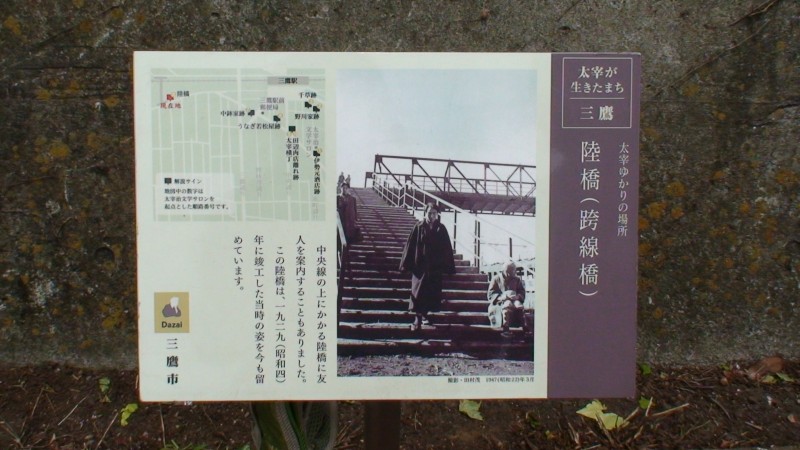 太宰が
生きたまち
三鷹
太宰ゆかりの場所
陸橋（跨線橋）
中央線の上にかかる陸橋に友
人を案内することもありました。
この陸橋は、一九二九（昭和四）
年に竣工した当時の姿を今も留
めています。
三鷹駅
陸橋
現在地
千草跡
野川家跡
中鉢家跡
うなぎ若松屋跡
伊勢元酒店跡
解説サイン
地図中の数字は
太宰治文学サロンを
起点とした順路番号です。
Dazai
三鷹市